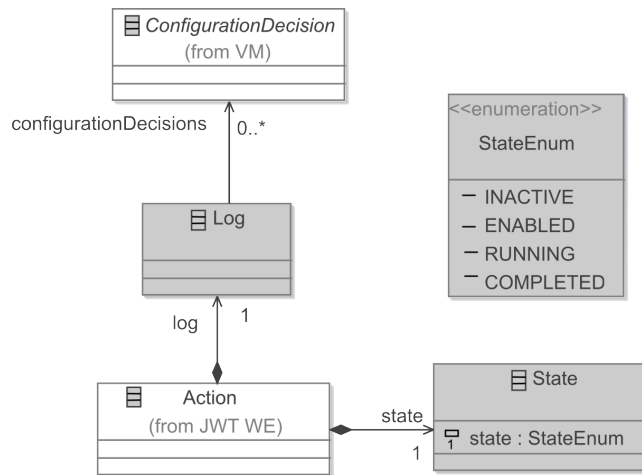 ConfigurationDecision
(from VM)
configurationDecisions
0..*
<<enumeration>>
StateEnum
INACTIVE
ENABLED
RUNNING
COMPLETED
Log
log
1
Action
(from JWT WE)
state
1
State
1
state : StateEnum